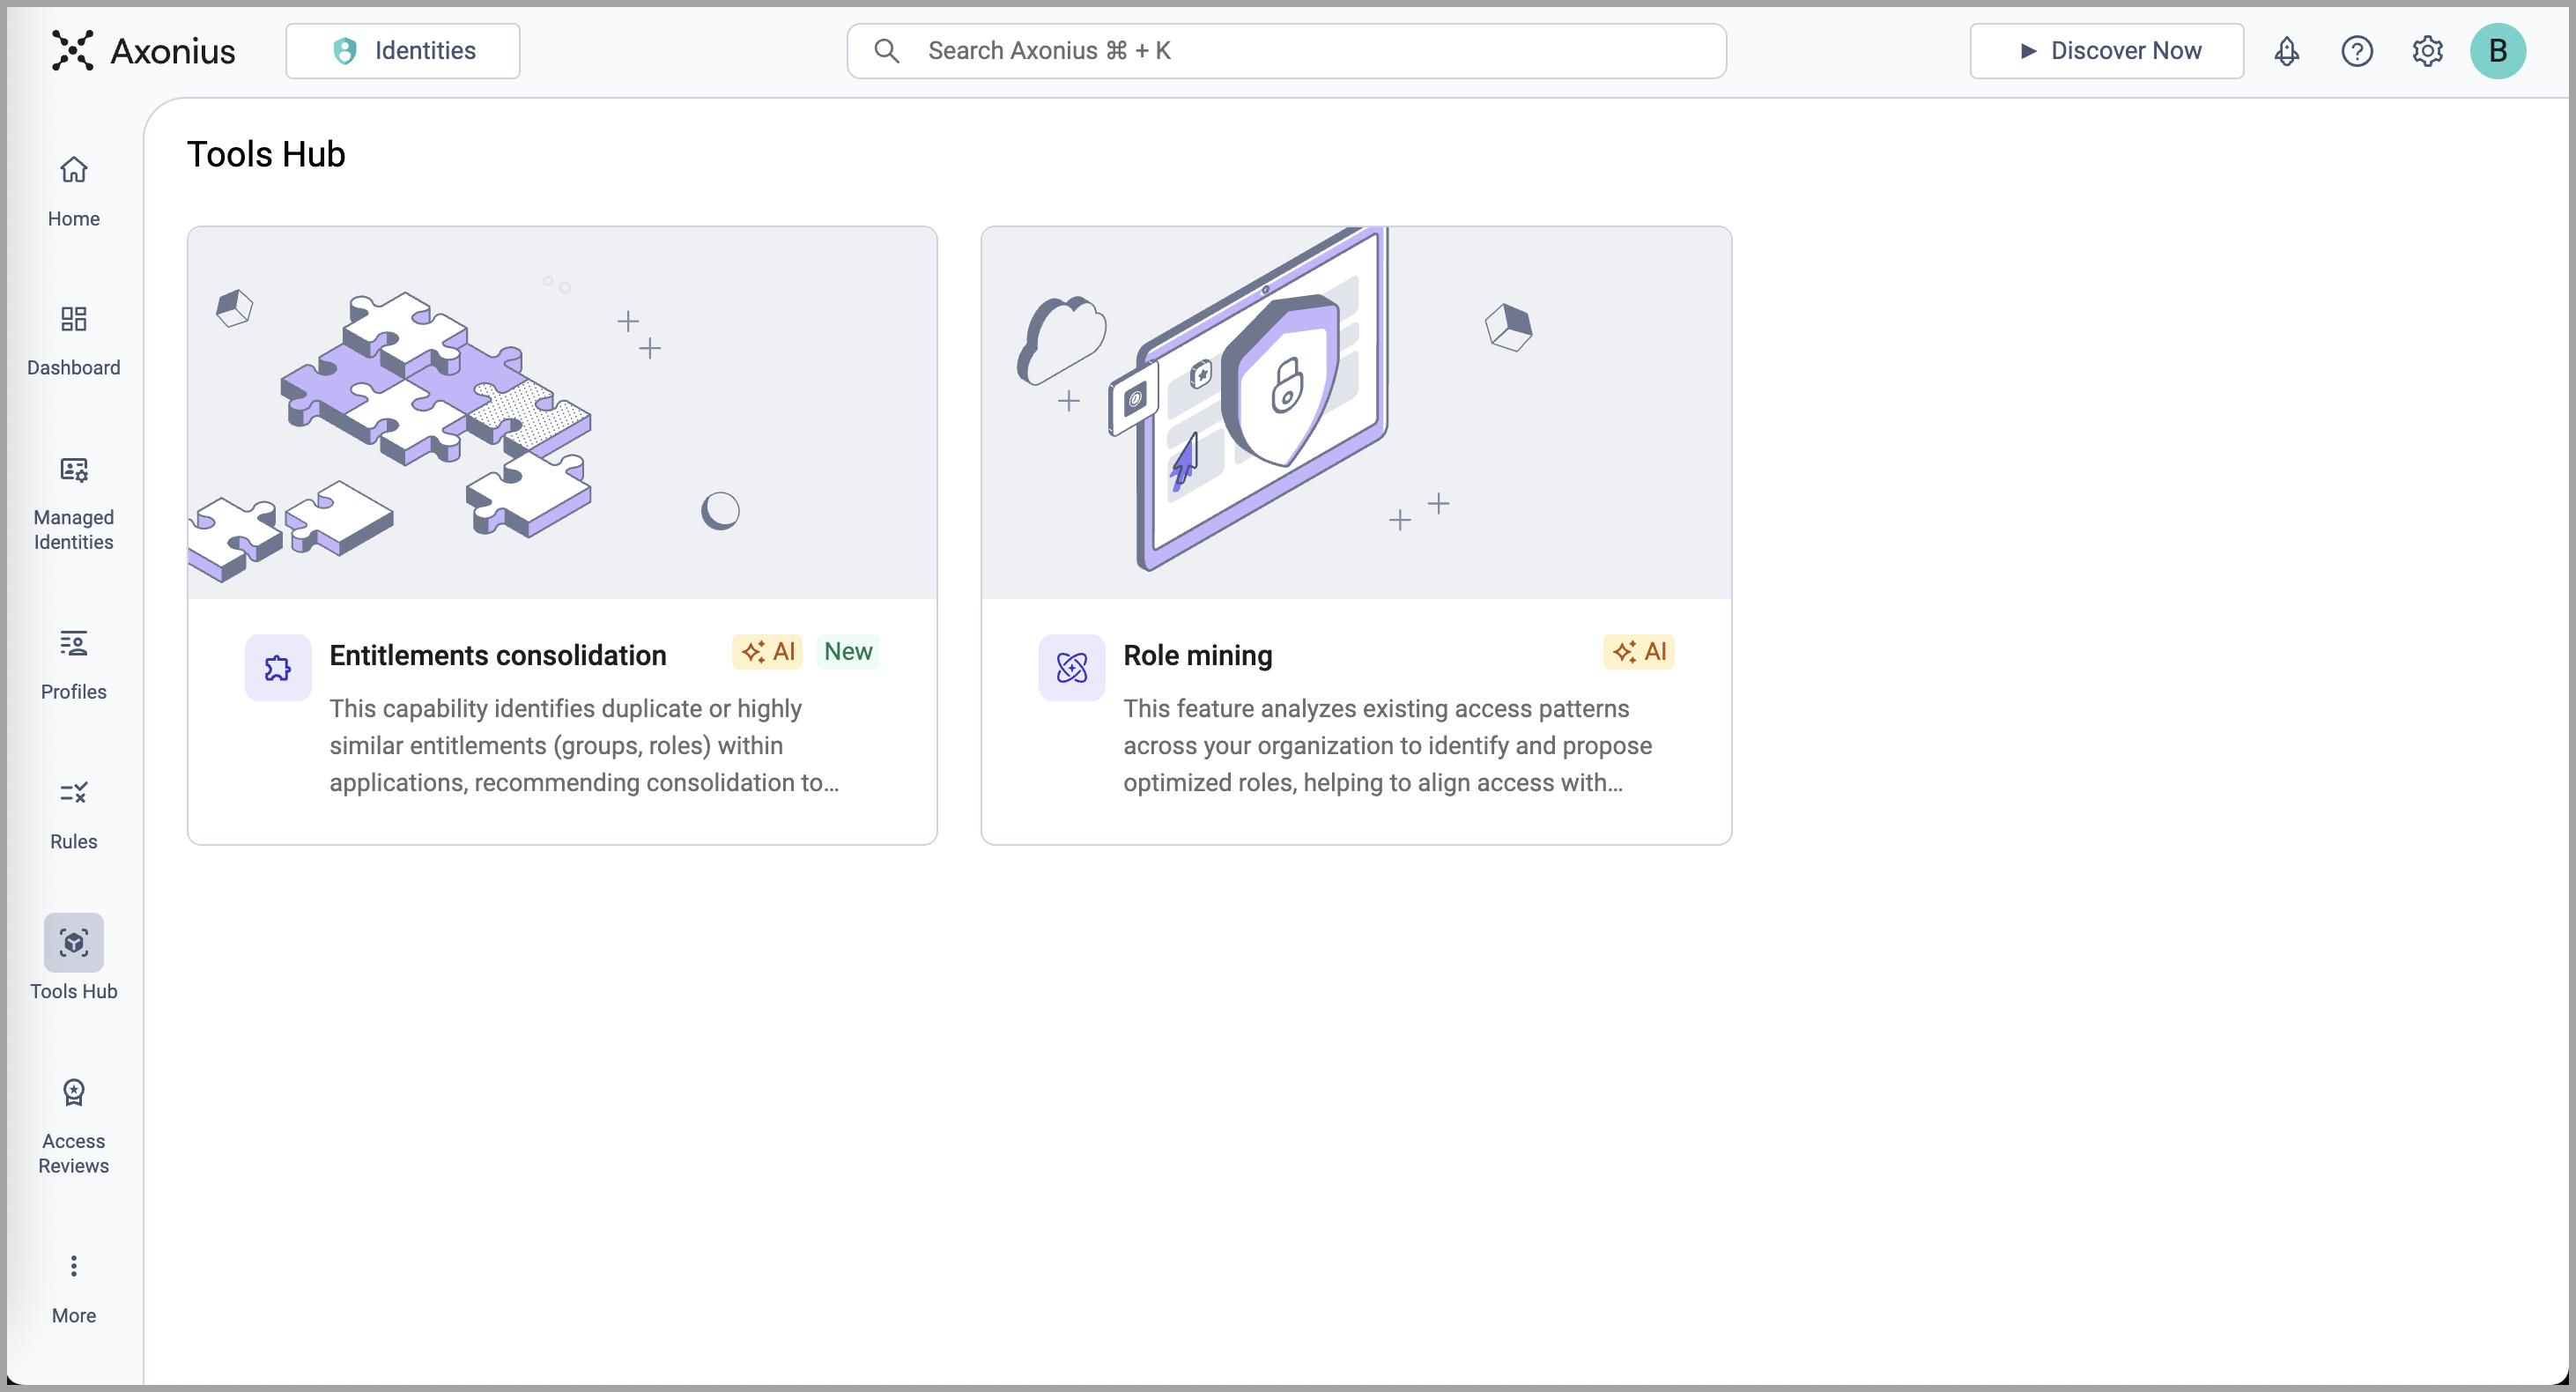 Axonius
Identities
Search Axonius ⌘ + K
Discover Now
B
Home
Dashboard
Managed
Identities
Profiles
Rules
Tools Hub
Access
Reviews
More
Tools Hub
Entitlements consolidation
AI
New
This capability identifies duplicate or highly
similar entitlements (groups, roles) within
applications, recommending consolidation to...
Role mining
AI
This feature analyzes existing access patterns
across your organization to identify and propose
optimized roles, helping to align access with...